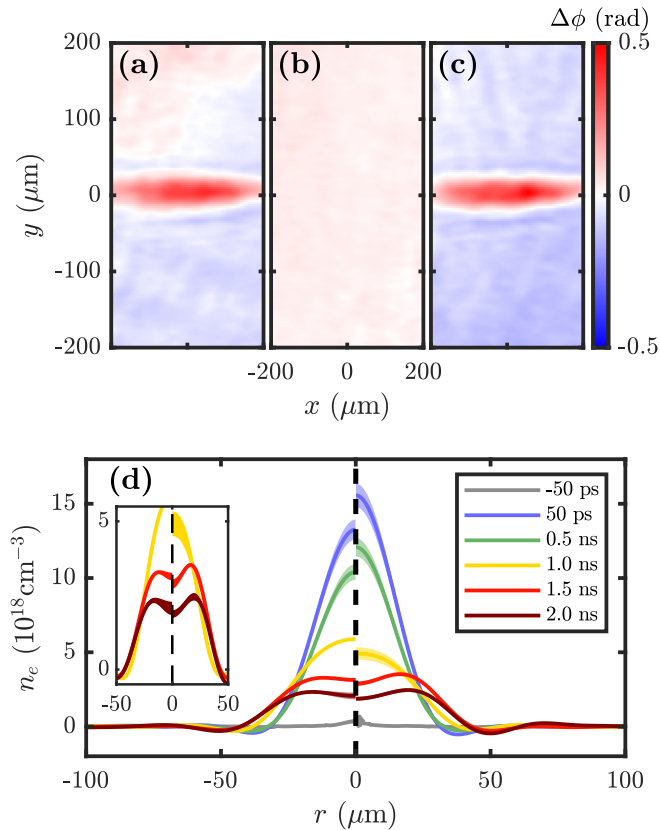 Δϕ (rad)
200
(a)
(b)
(c)
0.5
100
y (μm)
0
0
-100
-200
-0.5
-200
0
200
x (μm)
(d)
15
10
5
0
n_e (10^18 cm^−3)
5
0
-50
0
50
-50 ps
50 ps
0.5 ns
1.0 ns
1.5 ns
2.0 ns
-100
-50
0
50
100
r (μm)